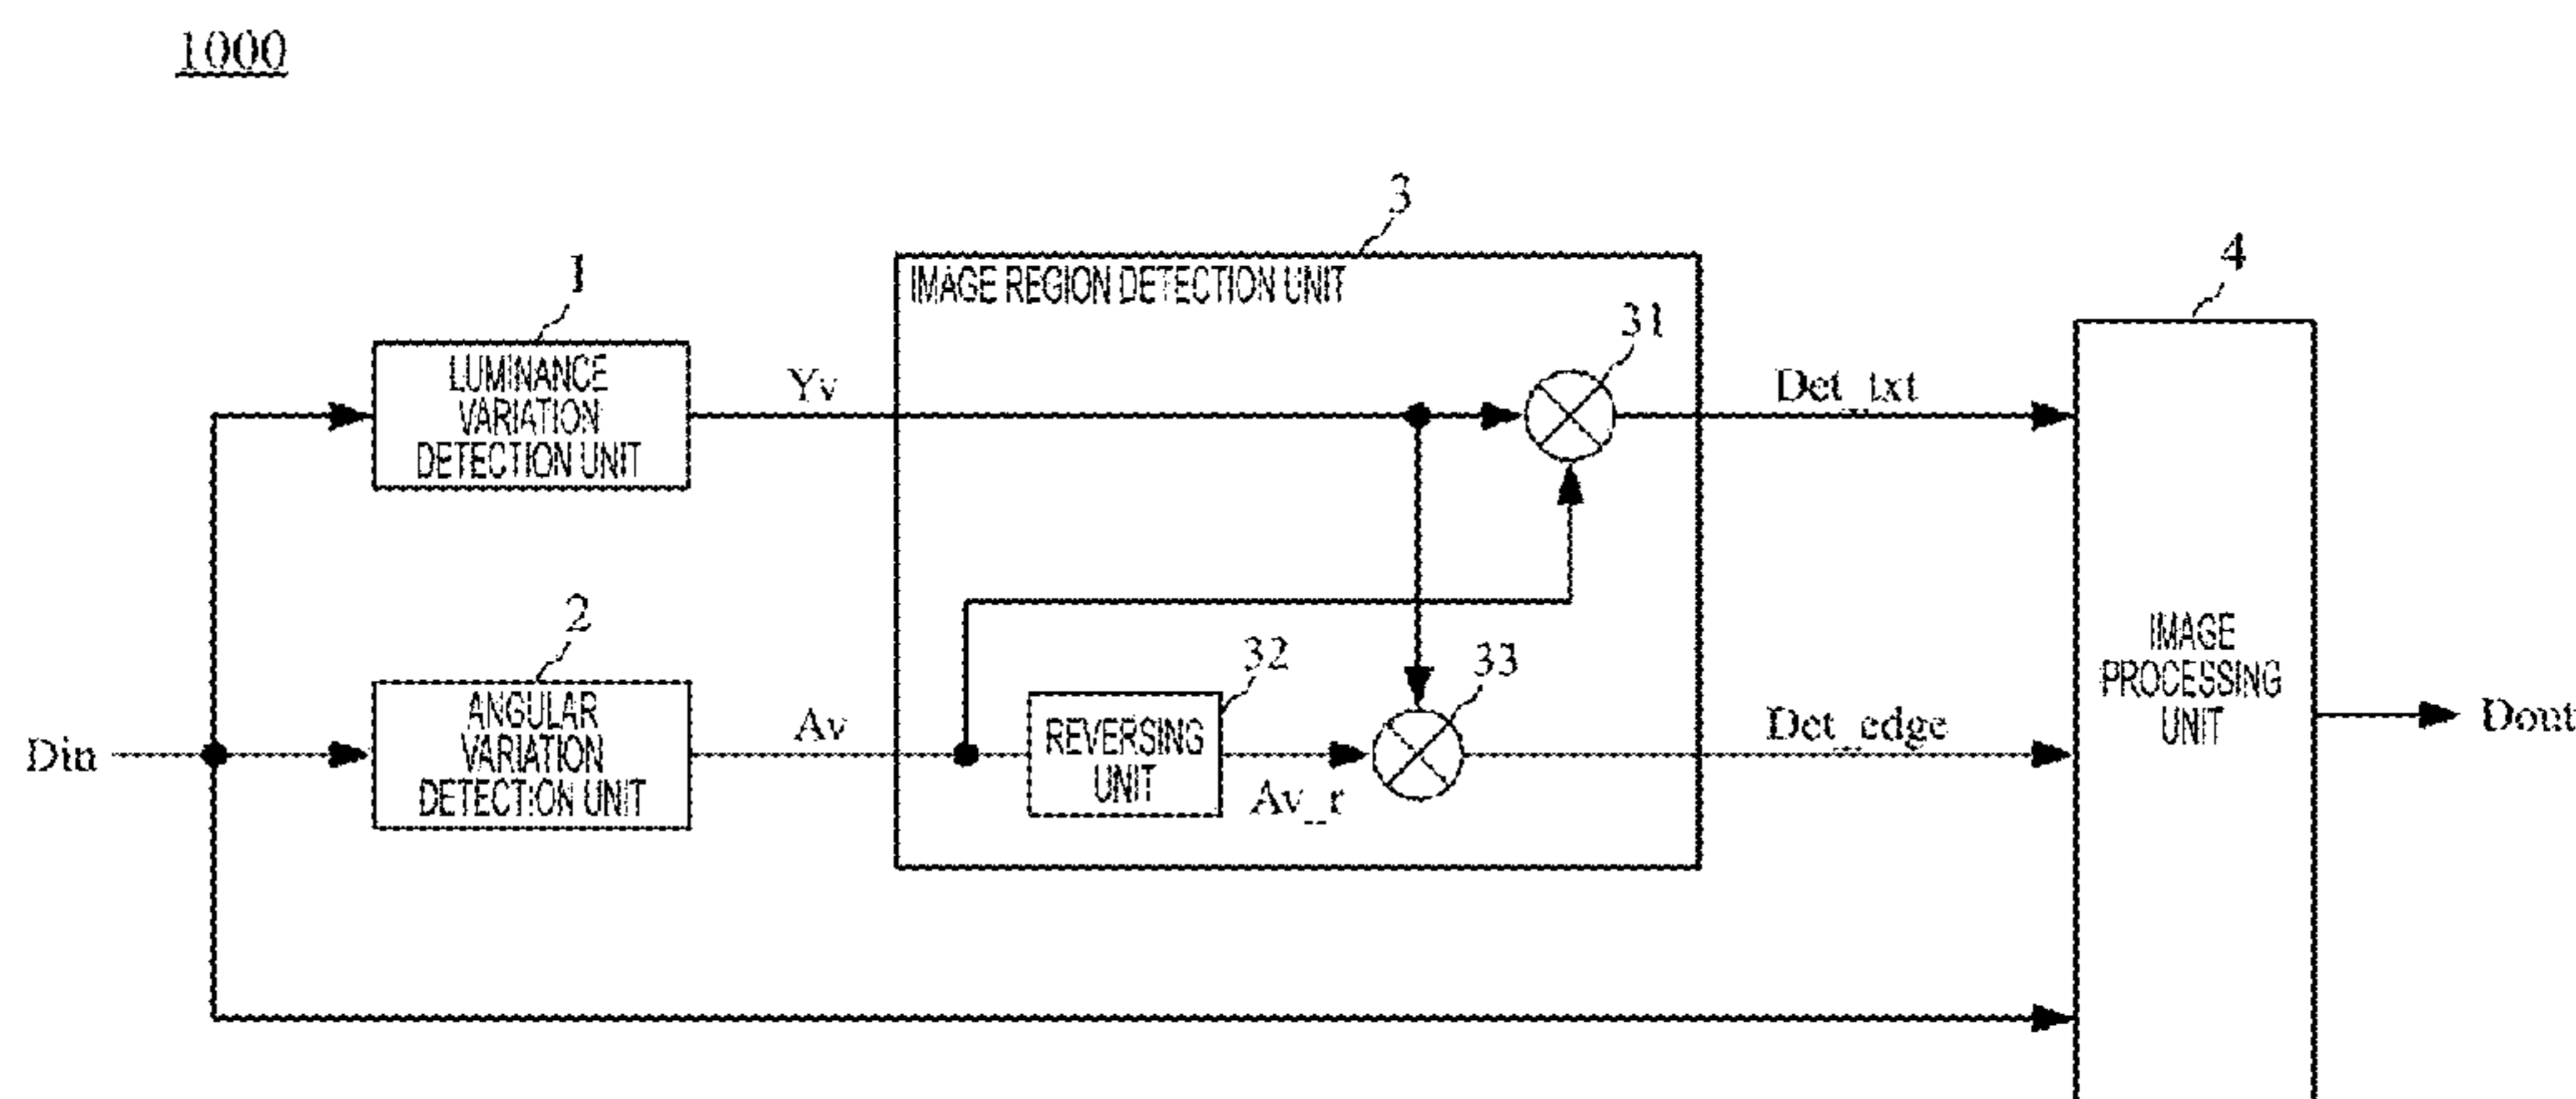 1000
3
4
1
IMAGE REGION DETECTION UNIT
31
LUMINANCE
VARIATION
DETECTION UNIT
Yv
Det_txt
2
32
33
IMAGE
PROCESSING
UNIT
Din
ANGULAR
VARIATION
DETECTION UNIT
Av
REVERSING
UNIT
Av_r
Det_edge
Dout